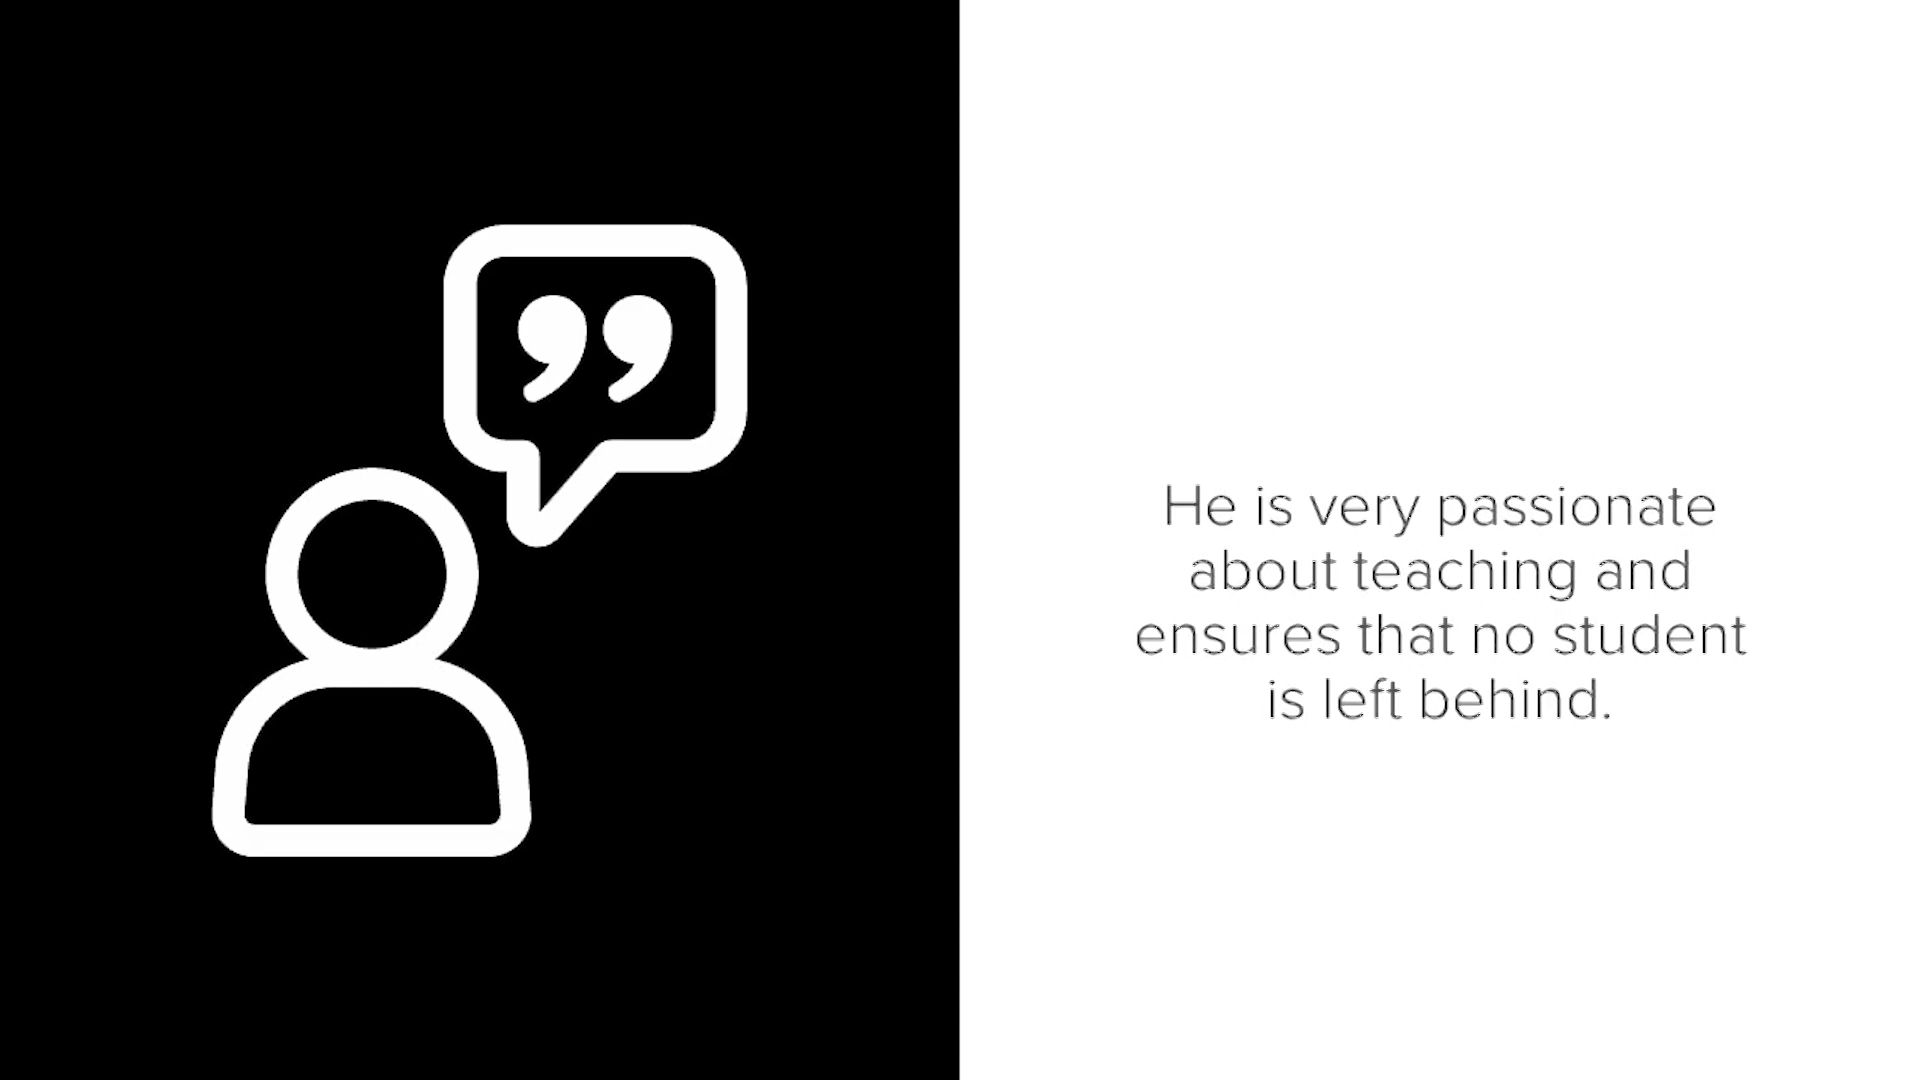 He is very passionate
about teaching and
ensures that no student
is left behind.